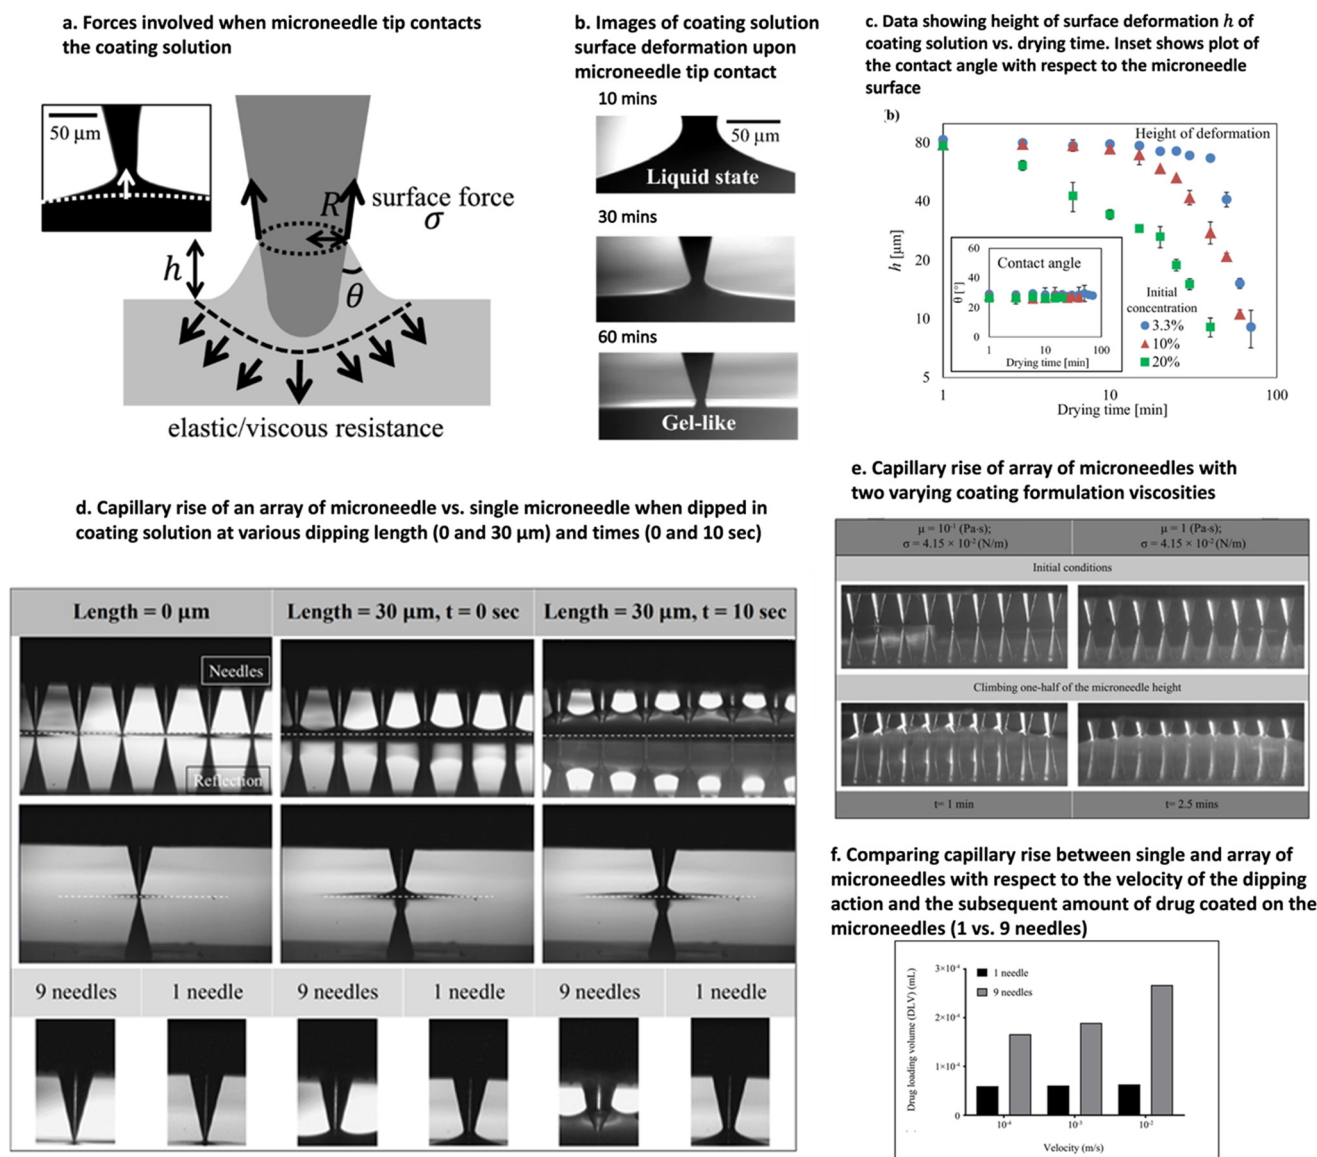 a. Forces involved when microneedle tip contacts
the coating solution
50 μm
R
surface force
σ
h
θ
elastic/viscous resistance
b. Images of coating solution
surface deformation upon
microneedle tip contact
10 mins
50 μm
Liquid state
30 mins
60 mins
Gel-like
c. Data showing height of surface deformation h of
coating solution vs. drying time. Inset shows plot of
the contact angle with respect to the microneedle
surface
b)
Height of deformation
80
40
20
10
5
h [μm]
1
10
100
Drying time [min]
Contact angle
60
40
20
0
θ [°]
1
10
100
Drying time [min]
Initial
concentration
3.3%
10%
20%
d. Capillary rise of an array of microneedle vs. single microneedle when dipped in
coating solution at various dipping length (0 and 30 μm) and times (0 and 10 sec)
Length = 0 μm
Length = 30 μm, t = 0 sec
Length = 30 μm, t = 10 sec
Needles
Reflection
9 needles
1 needle
9 needles
1 needle
9 needles
1 needle
e. Capillary rise of array of microneedles with
two varying coating formulation viscosities
μ = 10⁻¹ (Pa·s);
σ = 4.15 × 10⁻² (N/m)
μ = 1 (Pa·s);
σ = 4.15 × 10⁻² (N/m)
Initial conditions
Climbing one-half of the microneedle height
t= 1 min
t= 2.5 mins
f. Comparing capillary rise between single and array of
microneedles with respect to the velocity of the dipping
action and the subsequent amount of drug coated on the
microneedles (1 vs. 9 needles)
Drug loading volume (DLV) (mL)
3×10⁻⁴
2×10⁻⁴
1×10⁻⁴
0
1 needle
9 needles
10⁻⁴
10⁻³
10⁻²
Velocity (m/s)